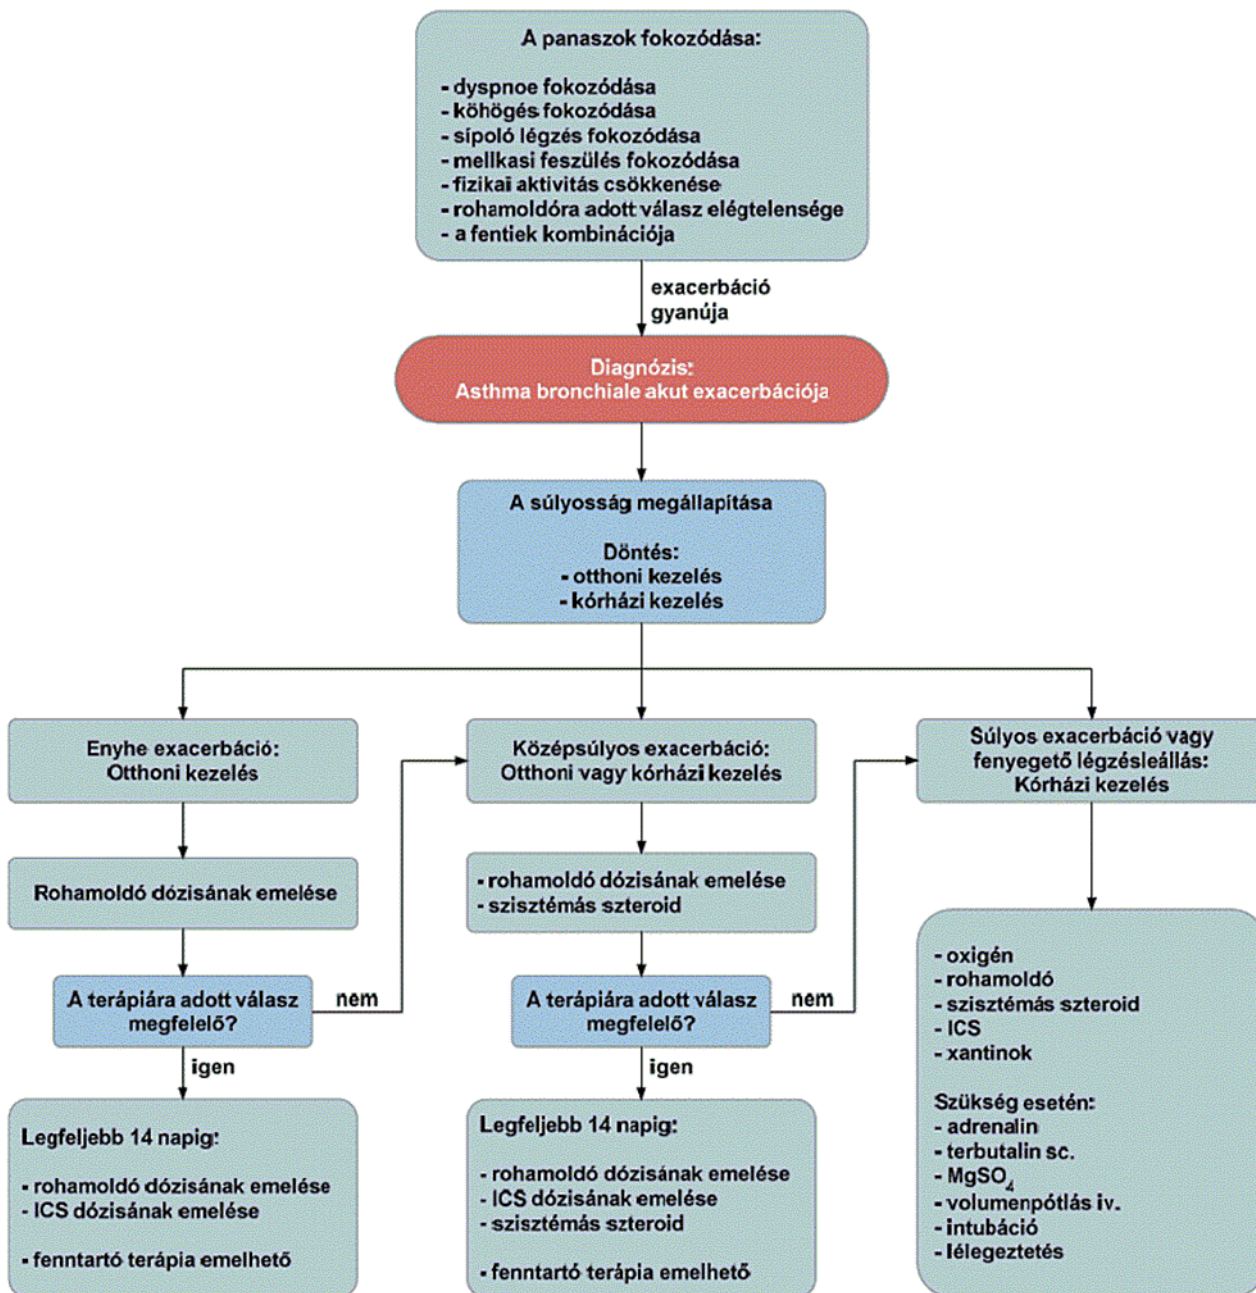 A panaszok fokozódása:
- dyspnoe fokozódása
- köhögés fokozódása
- sípoló légzés fokozódása
- mellkasi feszülés fokozódása
- fizikai aktivitás csökkenése
- rohamoldóra adott válasz elégtelensége
- a fentiek kombinációja
exacerbáció
gyanúja
Diagnózis:
Asthma bronchiale akut exacerbációja
A súlyosság megállapítása
Döntés:
- otthoni kezelés
- kórházi kezelés
Enyhe exacerbáció:
Otthoni kezelés
Rohamoldó dózisának emelése
A terápiára adott válasz
megfelelő?
nem
igen
Legfeljebb 14 napig:
- rohamoldó dózisának emelése
- ICS dózisának emelése
- fenntartó terápia emelhető
Középsúlyos exacerbáció:
Otthoni vagy kórházi kezelés
- rohamoldó dózisának emelése
- szisztémás szteroid
A terápiára adott válasz
megfelelő?
nem
igen
Legfeljebb 14 napig:
- rohamoldó dózisának emelése
- ICS dózisának emelése
- szisztémás szteroid
- fenntartó terápia emelhető
Súlyos exacerbáció vagy
fenyegető légzésleállás:
Kórházi kezelés
- oxigén
- rohamoldó
- szisztémás szteroid
- ICS
- xantinok
Szükség esetén:
- adrenalin
- terbutalin sc.
- MgSO₄
- volumenpótlás iv.
- intubáció
- lélegeztetés